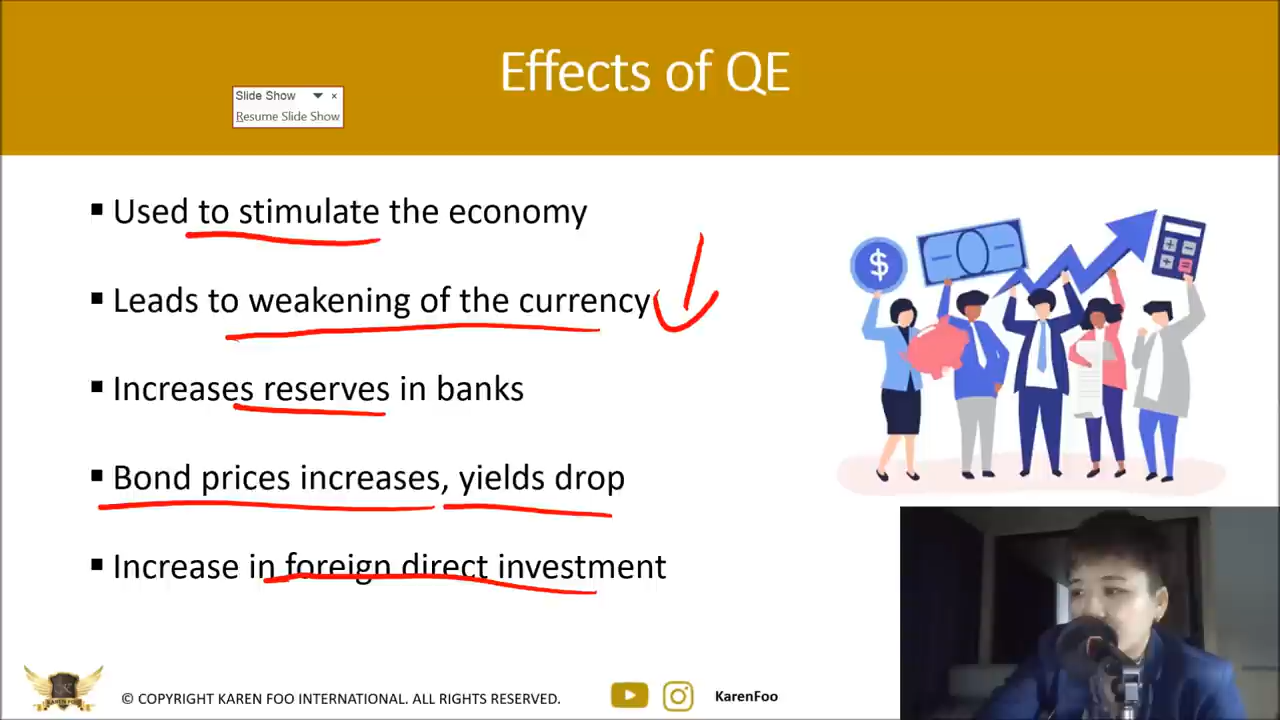 Effects of QE
Slide Show
Resume Slide Show
Used to stimulate the economy
Leads to weakening of the currency
Increases reserves in banks
Bond prices increases, yields drop
Increase in foreign direct investment
$
KAREN FOO
© COPYRIGHT KAREN FOO INTERNATIONAL. ALL RIGHTS RESERVED.
KarenFoo